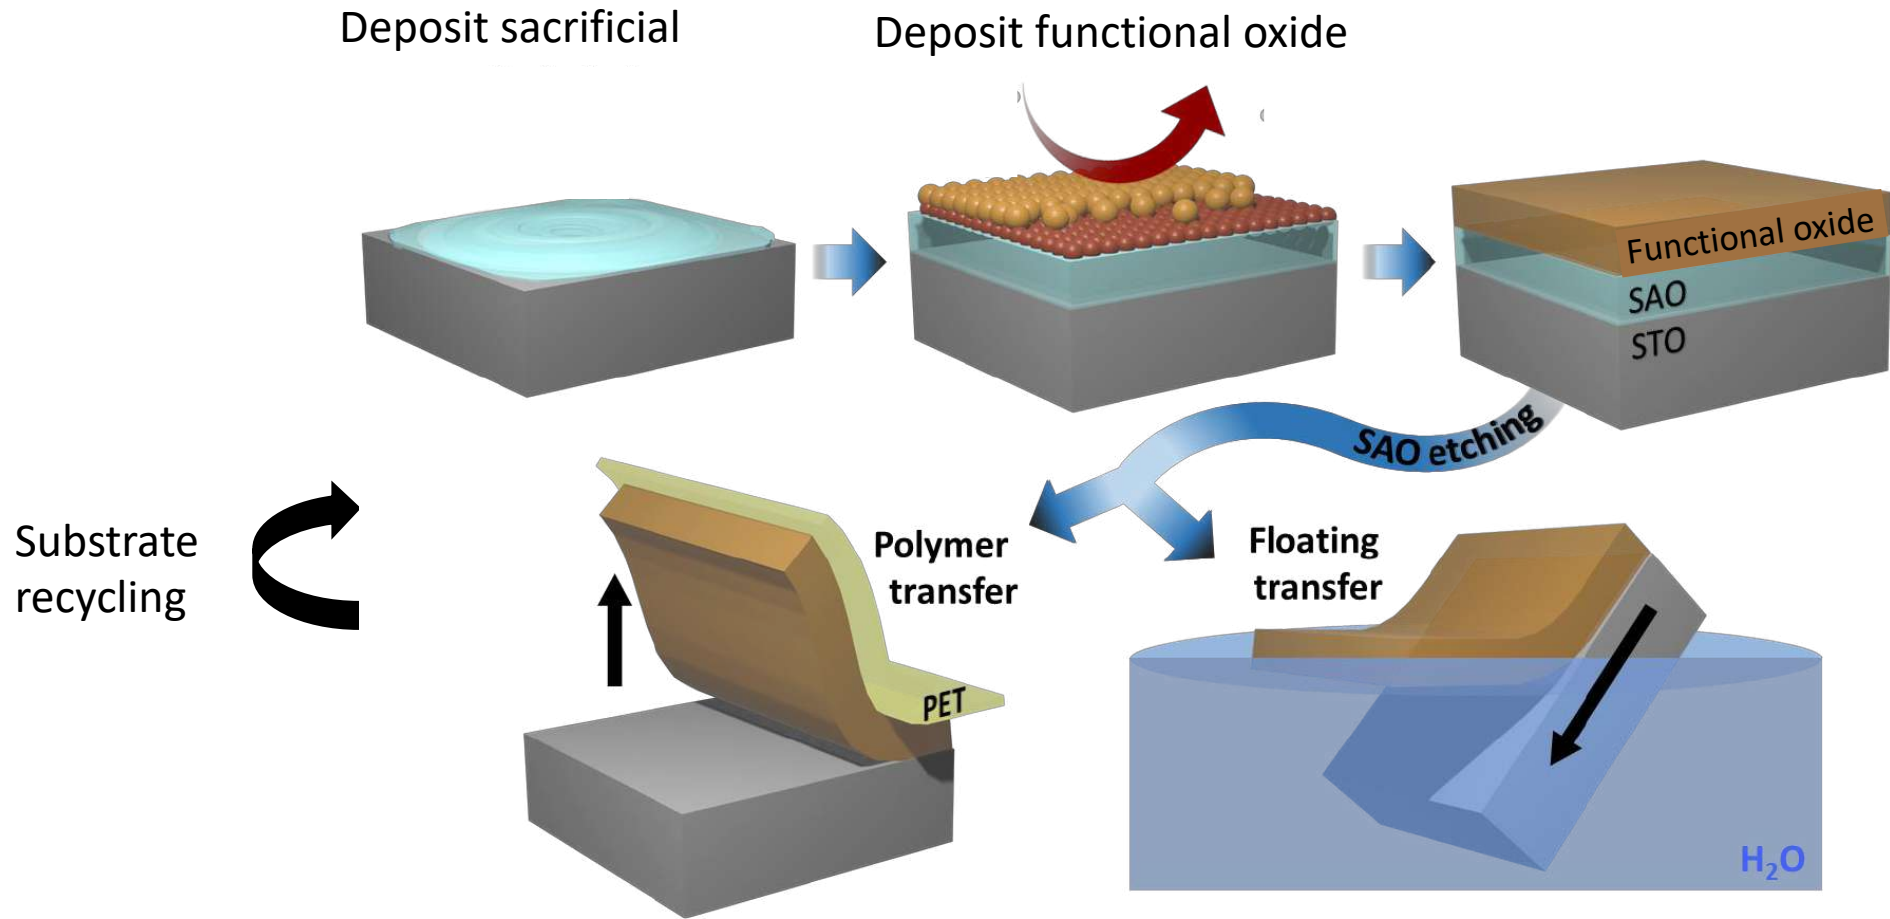 Deposit sacrificial
Deposit functional oxide
Functional oxide
SAO
STO
SAO etching
Substrate
recycling
Polymer
transfer
Floating
transfer
PET
H₂O